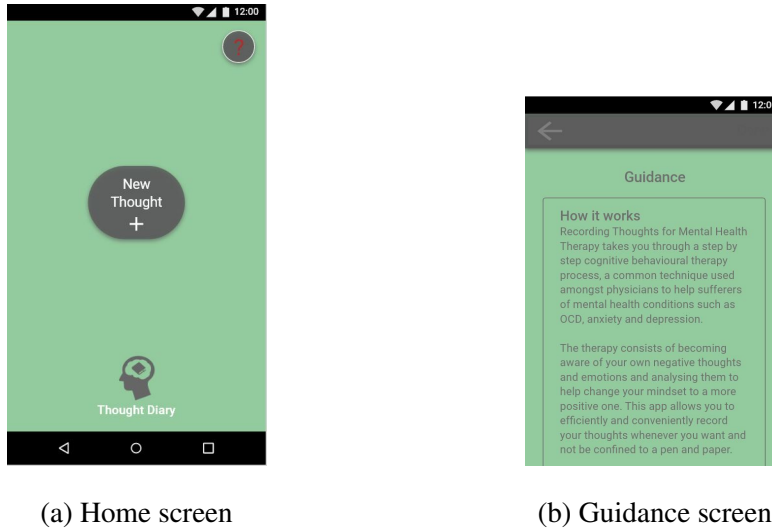 12:00
?
New
Thought
+
Thought Diary
(a) Home screen
12:0
Guidance
How it works
Recording Thoughts for Mental Health
Therapy takes you through a step by
step cognitive behavioural therapy
process, a common technique used
amongst physicians to help sufferers
of mental health conditions such as
OCD, anxiety and depression.
The therapy consists of becoming
aware of your own negative thoughts
and emotions and analysing them to
help change your mindset to a more
positive one. This app allows you to
efficiently and conveniently record
your thoughts whenever you want and
not be confined to a pen and paper.
(b) Guidance screen